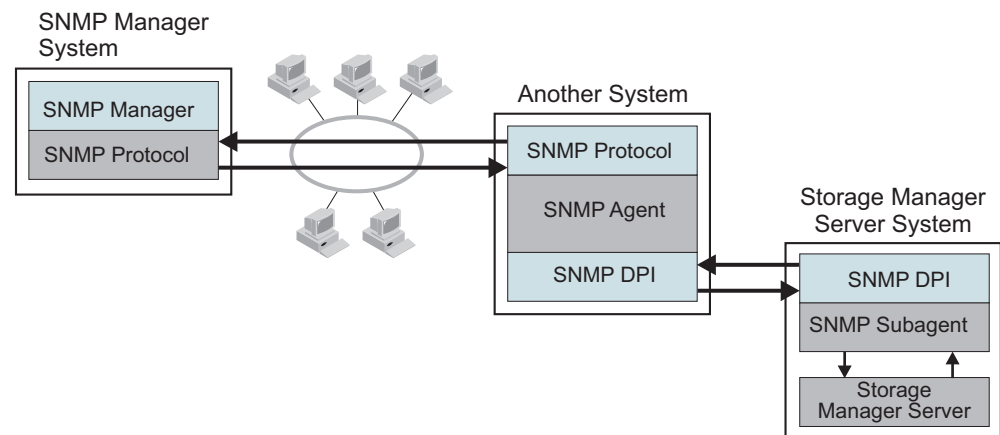 SNMP Manager
System
SNMP Manager
SNMP Protocol
Another System
SNMP Protocol
SNMP Agent
SNMP DPI
Storage Manager
Server System
SNMP DPI
SNMP Subagent
Storage
Manager Server